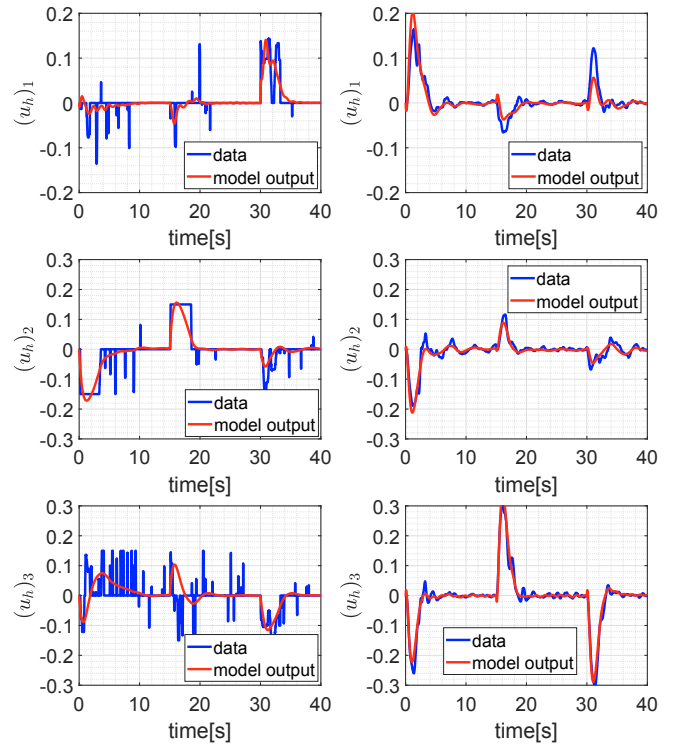 0.2
0.1
0
-0.1
-0.2
(u_h)_1
data
model output
0 10 20 30 40
time[s]
0.2
0.1
0
-0.1
-0.2
(u_h)_1
data
model output
0 10 20 30 40
time[s]
0.3
0.2
0.1
0
-0.1
-0.2
-0.3
(u_h)_2
data
model output
0 10 20 30 40
time[s]
0.3
0.2
0.1
0
-0.1
-0.2
-0.3
(u_h)_2
data
model output
0 10 20 30 40
time[s]
0.3
0.2
0.1
0
-0.1
-0.2
-0.3
(u_h)_3
data
model output
0 10 20 30 40
time[s]
0.3
0.2
0.1
0
-0.1
-0.2
-0.3
(u_h)_3
data
model output
0 10 20 30 40
time[s]